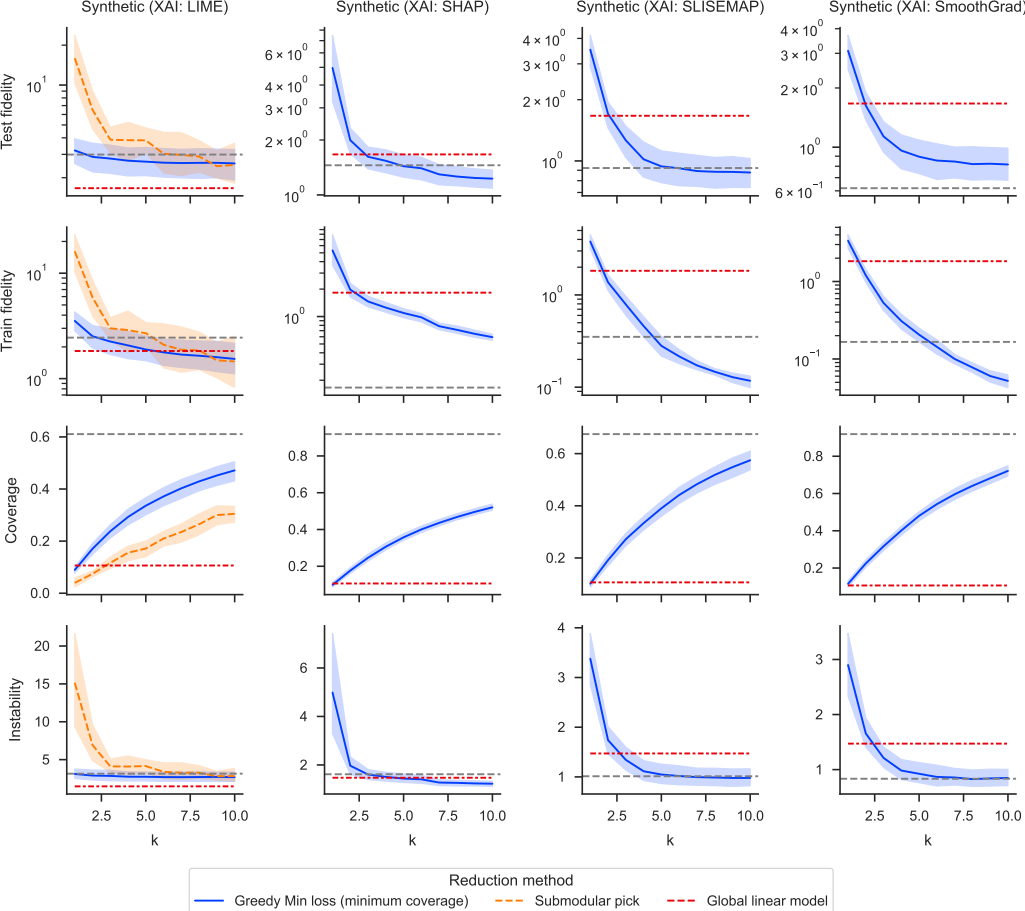 Synthetic (XAI: LIME)
Synthetic (XAI: SHAP)
Synthetic (XAI: SLISEMAP)
Synthetic (XAI: SmoothGrad)
Test fidelity
10¹
6 × 10⁰
4 × 10⁰
3 × 10⁰
2 × 10⁰
10⁰
4 × 10⁰
3 × 10⁰
2 × 10⁰
10⁰
4 × 10⁰
3 × 10⁰
2 × 10⁰
10⁰
6 × 10⁻¹
Train fidelity
10¹
10⁰
10⁰
10⁰
10⁻¹
10⁰
10⁻¹
Coverage
0.6
0.4
0.2
0.0
0.8
0.6
0.4
0.2
0.6
0.4
0.2
0.8
0.6
0.4
0.2
Instability
20
15
10
5
6
4
2
4
3
2
1
3
2
1
2.5 5.0 7.5 10.0
2.5 5.0 7.5 10.0
2.5 5.0 7.5 10.0
2.5 5.0 7.5 10.0
k
k
k
k
Reduction method
Greedy Min loss (minimum coverage)
Submodular pick
Global linear model